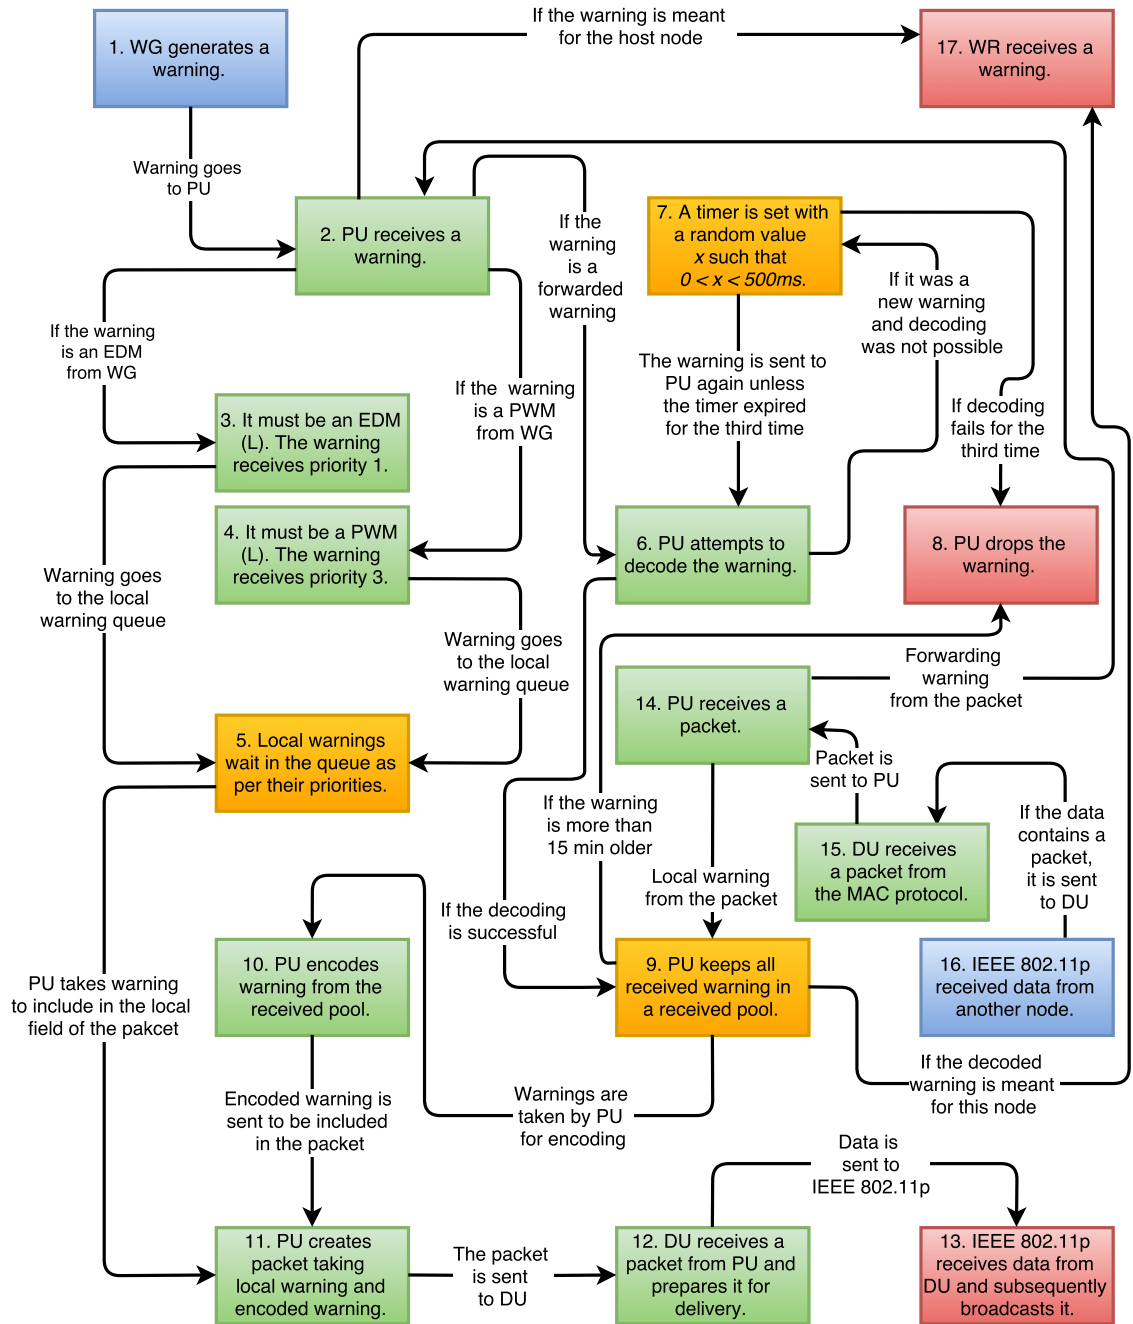 1. WG generates a
warning.
If the warning is meant
for the host node
17. WR receives a
warning.
Warning goes
to PU
2. PU receives a
warning.
If the
warning
is a
forwarded
warning
7. A timer is set with
a random value
x such that
0 < x < 500ms.
If it was a
new warning
and decoding
was not possible
If the warning
is an EDM
from WG
If the  warning
is a PWM
from WG
The warning is sent to
PU again unless
the timer expired
for the third time
If decoding
fails for the
third time
3. It must be an EDM
(L). The warning
receives priority 1.
4. It must be a PWM
(L). The warning
receives priority 3.
6. PU attempts to
decode the warning.
8. PU drops the
warning.
Warning goes
to the local
warning queue
Warning goes
to the local
warning queue
Forwarding
warning
from the packet
14. PU receives a
packet.
5. Local warnings
wait in the queue as
per their priorities.
Packet is
sent to PU
If the warning
is more than
15 min older
If the data
contains a
packet,
it is sent
to DU
15. DU receives
a packet from
the MAC protocol.
Local warning
from the packet
If the decoding
is successful
PU takes warning
to include in the local
field of the pakcet
10. PU encodes
warning from the
received pool.
9. PU keeps all
received warning in
a received pool.
16. IEEE 802.11p
received data from
another node.
If the decoded
warning is meant
for this node
Encoded warning is
sent to be included
in the packet
Warnings are
taken by PU
for encoding
Data is
sent to
IEEE 802.11p
11. PU creates
packet taking
local warning and
encoded warning.
The packet
is sent
to DU
12. DU receives a
packet from PU and
prepares it for
delivery.
13. IEEE 802.11p
receives data from
DU and subsequently
broadcasts it.